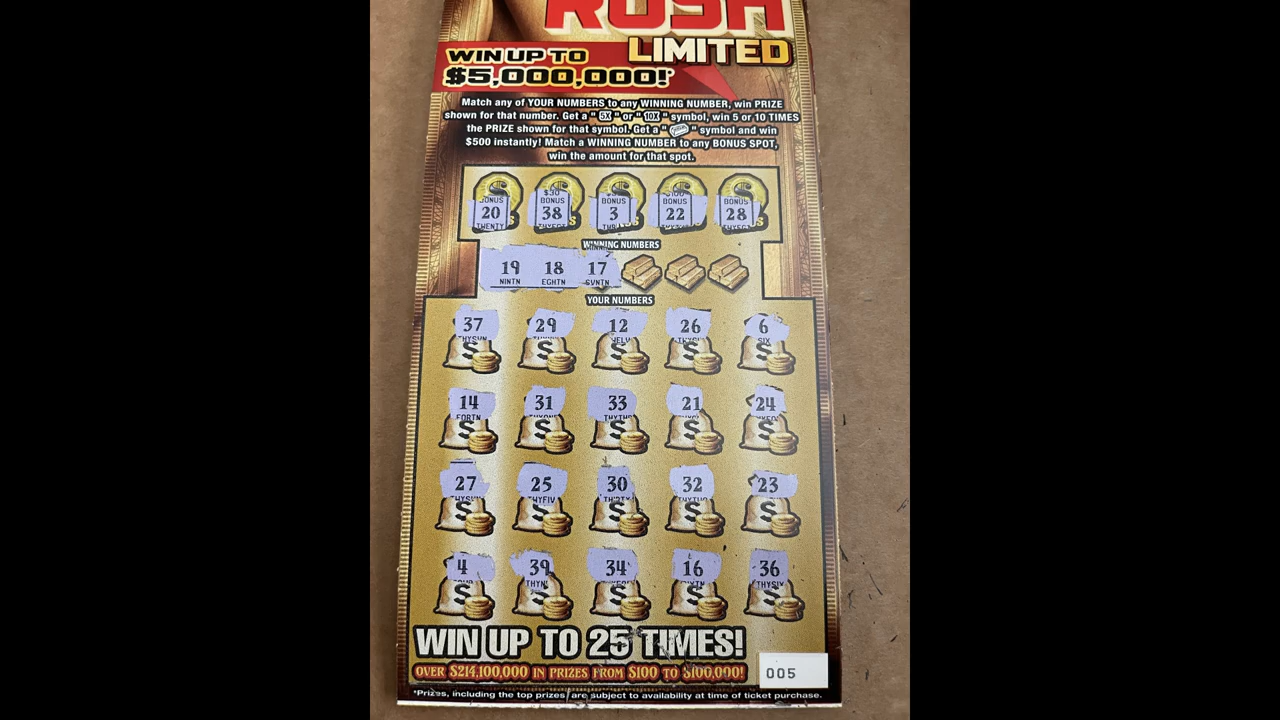 RUSH
LIMITED
WIN UP TO
$5,000,000!*
Match any of YOUR NUMBERS to any WINNING NUMBER, win PRIZE
shown for that number. Get a "5X" or "10X" symbol, win 5 or 10 TIMES
the PRIZE shown for that symbol. Get a " " symbol and win
$500 instantly! Match a WINNING NUMBER to any BONUS SPOT,
win the amount for that spot.
$30
BONUS BONUS BONUS BONUS BONUS
20 38 3 22 28
TWENTY
WINNING NUMBERS
19 18 17
NINTN EGHTN SVNTN
YOUR NUMBERS
37 29 12 26 6
SIX
$ $ $ $ $
14 31 33 21 24
FORTN
$ $ $ $ $
27 25 30 32 23
THIRTY
$ $ $ $ $
4 39 34 16 36
THYSIX
$ $ $ $ $
WIN UP TO 25 TIMES!
OVER $214,100,000 IN PRIZES FROM $100 TO $100,000!
005
*Prizes, including the top prizes, are subject to availability at time of ticket purchase.